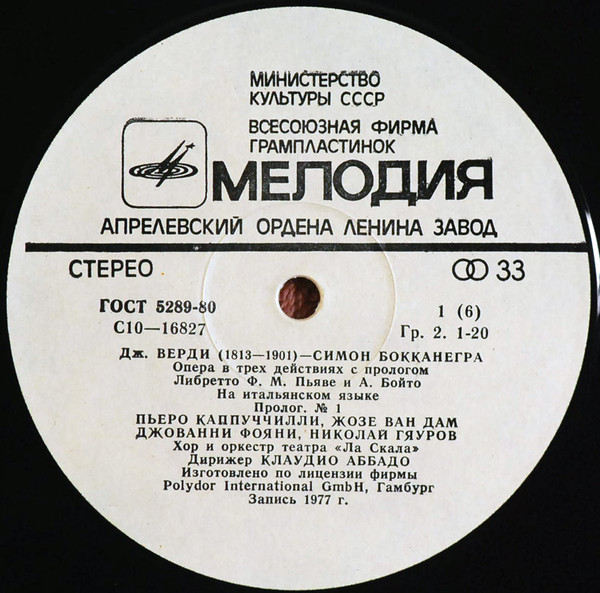 МИНИСТЕРСТВО
КУЛЬТУРЫ СССР
ВСЕСОЮЗНАЯ ФИРМА
ГРАМПЛАСТИНОК
МЕЛОДИЯ
АПРЕЛЕВСКИЙ ОРДЕНА ЛЕНИНА ЗАВОД
СТЕРЕО 33
ГОСТ 5289-80 1 (6)
С10—16827 Гр. 2. 1-20
Дж. ВЕРДИ (1813—1901)—СИМОН БОККАНЕГРА
Опера в трех действиях с прологом
Либретто Ф. М. Пьяве и А. Бойто
На итальянском языке
Пролог. № 1
ПЬЕРО КАППУЧЧИЛЛИ, ЖОЗЕ ВАН ДАМ
ДЖОВАННИ ФОЯНИ, НИКОЛАЙ ГЯУРОВ
Хор и оркестр театра «Ла Скала»
Дирижер КЛАУДИО АББАДО
Изготовлено по лицензии фирмы
Polydor International GmbH, Гамбург
Запись 1977 г.